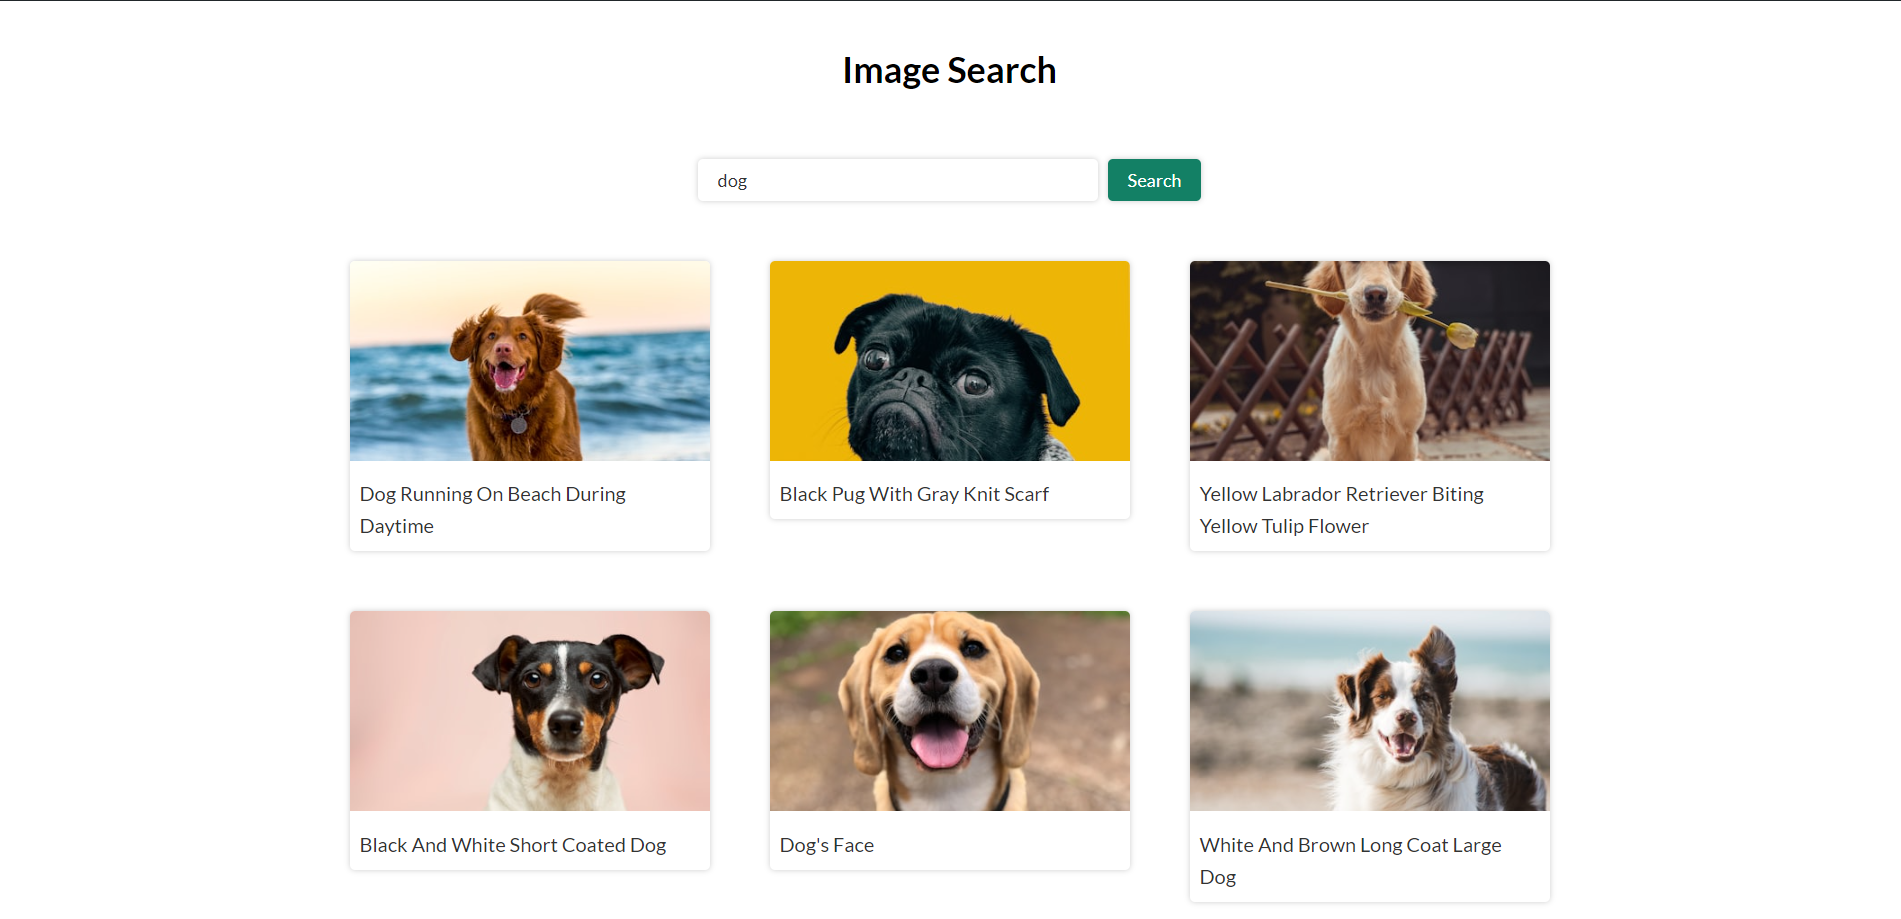 Image Search
dog
Search
Dog Running On Beach During
Daytime
Black Pug With Gray Knit Scarf
Yellow Labrador Retriever Biting
Yellow Tulip Flower
Black And White Short Coated Dog
Dog's Face
White And Brown Long Coat Large
Dog